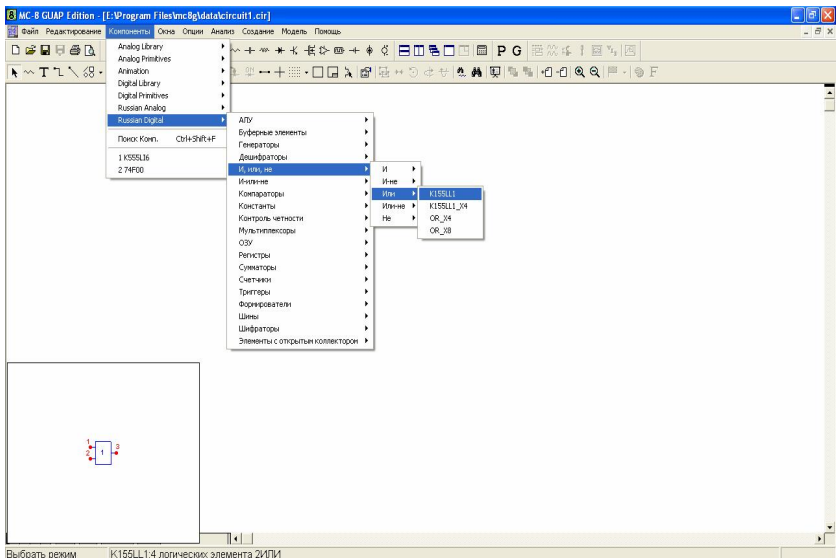 MC-8 GUAP Edition - [E:\Program Files\mc8g\data\circuit1.cir]
Файл Редактирование Компоненты Окна Опции Анализ Создание Модель Помощь
Analog Library
Analog Primitives
Animation
Digital Library
Digital Primitives
Russian Analog
Russian Digital
Поиск Комп. Ctrl+Shift+F
1 K555LI6
2 74F00
АЛУ
Буферные элементы
Генераторы
Дешифраторы
И, или, не
И-или-не
Компараторы
Константы
Контроль четности
Мультиплексоры
ОЗУ
Регистры
Сумматоры
Счетчики
Триггеры
Формирователи
Шины
Шифраторы
Элементы с открытым коллектором
И
И-не
Или
Или-не
Не
K155LL1
K155LL1_X4
OR_X4
OR_X8
P G
F
1
2
1
3
Выбрать режим K155LL1:4 логических элемента 2ИЛИ